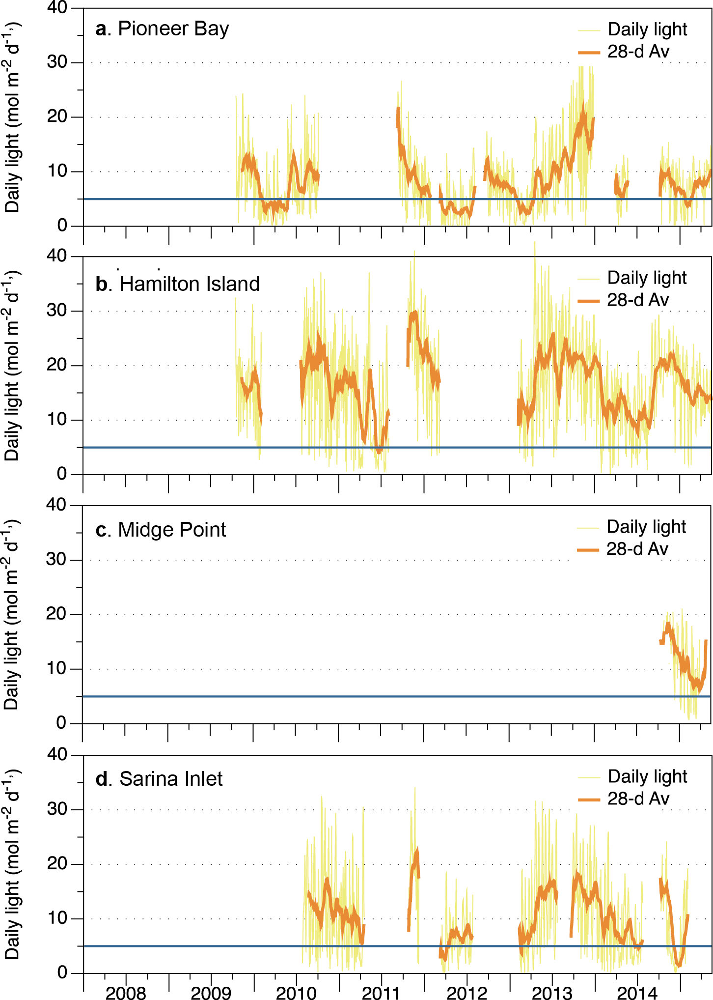 a. Pioneer Bay
Daily light
28-d Av
Daily light (mol m-2 d-1,)
40
30
20
10
0
b. Hamilton Island
Daily light
28-d Av
Daily light (mol m-2 d-1,)
40
30
20
10
0
c. Midge Point
Daily light
28-d Av
Daily light (mol m-2 d-1,)
40
30
20
10
0
d. Sarina Inlet
Daily light
28-d Av
Daily light (mol m-2 d-1,)
40
30
20
10
0
2008 2009 2010 2011 2012 2013 2014